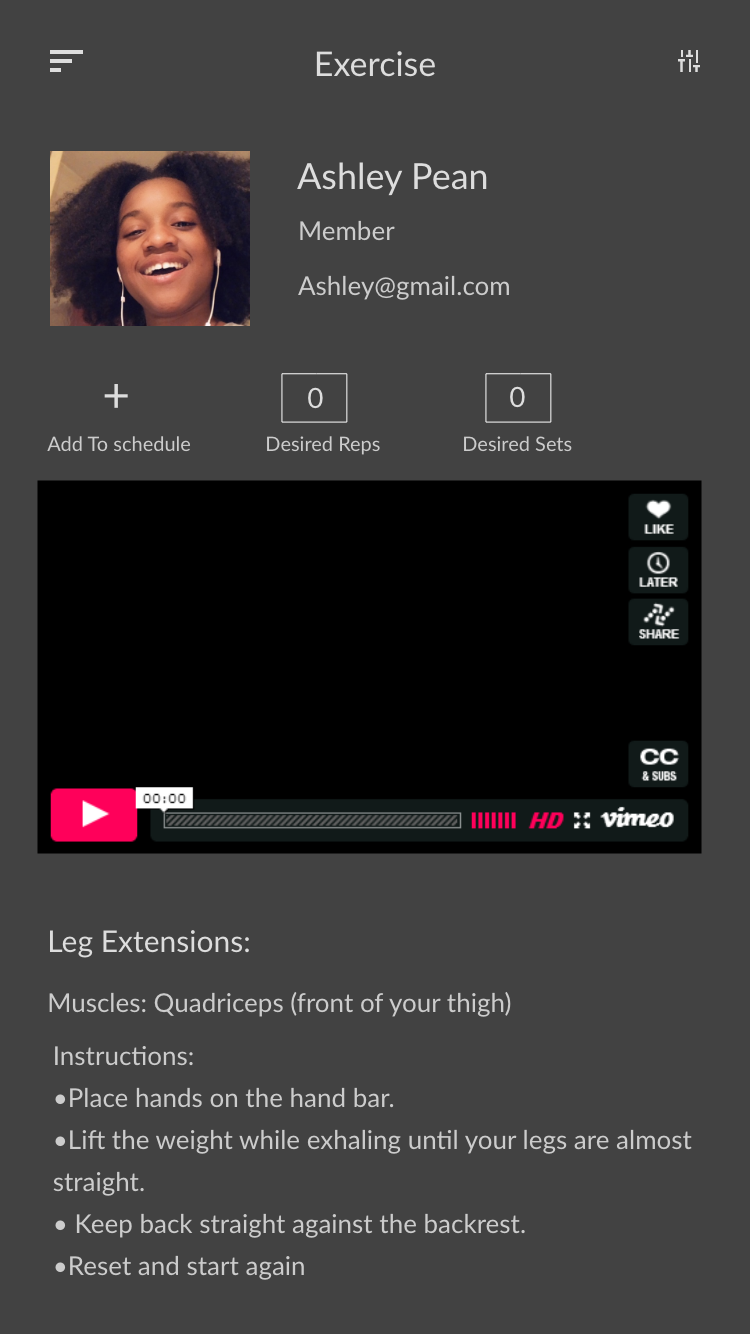 Exercise
Ashley Pean
Member
Ashley@gmail.com
+
0
0
Add To schedule
Desired Reps
Desired Sets
LIKE
LATER
SHARE
CC
& SUBS
00:00
HD
vimeo
Leg Extensions:
Muscles: Quadriceps (front of your thigh)
Instructions:
•Place hands on the hand bar.
•Lift the weight while exhaling until your legs are almost
straight.
• Keep back straight against the backrest.
•Reset and start again